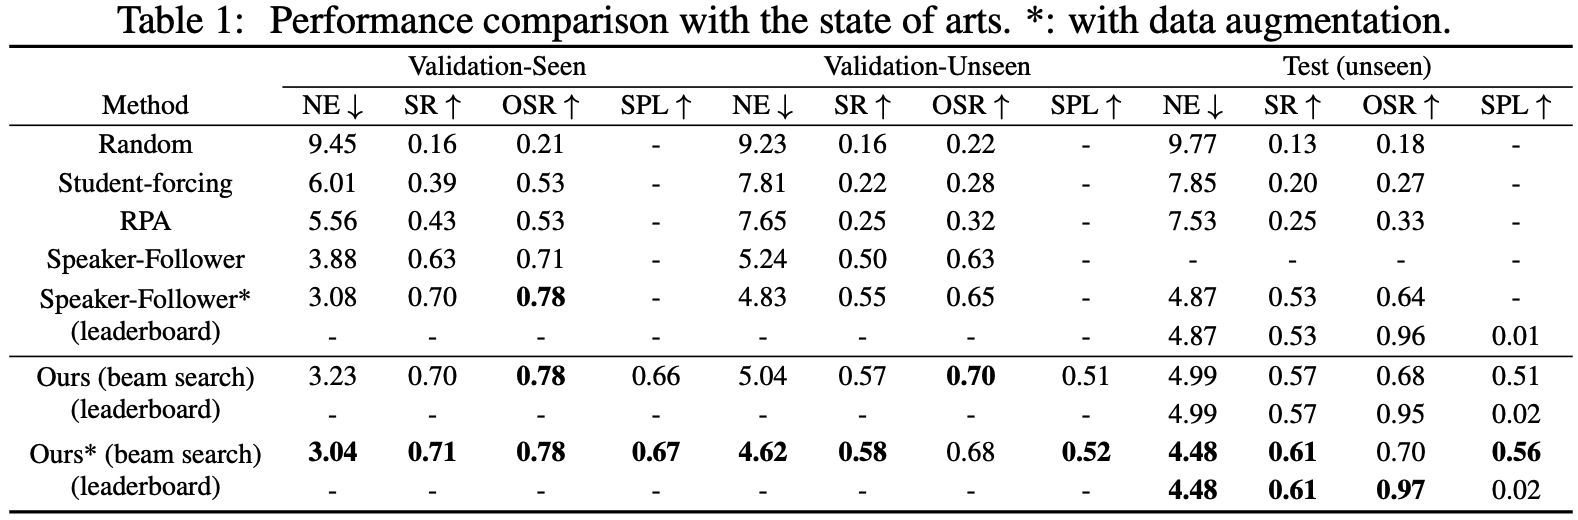 Table 1: Performance comparison with the state of arts. *: with data augmentation.
Validation-Seen Validation-Unseen Test (unseen)
Method NE ↓ SR ↑ OSR ↑ SPL ↑ NE ↓ SR ↑ OSR ↑ SPL ↑ NE ↓ SR ↑ OSR ↑ SPL ↑
Random 9.45 0.16 0.21 - 9.23 0.16 0.22 - 9.77 0.13 0.18 -
Student-forcing 6.01 0.39 0.53 - 7.81 0.22 0.28 - 7.85 0.20 0.27 -
RPA 5.56 0.43 0.53 - 7.65 0.25 0.32 - 7.53 0.25 0.33 -
Speaker-Follower 3.88 0.63 0.71 - 5.24 0.50 0.63 - - - - -
Speaker-Follower* 3.08 0.70 0.78 - 4.83 0.55 0.65 - 4.87 0.53 0.64 -
(leaderboard) - - - - - - - - 4.87 0.53 0.96 0.01
Ours (beam search) 3.23 0.70 0.78 0.66 5.04 0.57 0.70 0.51 4.99 0.57 0.68 0.51
(leaderboard) - - - - - - - - 4.99 0.57 0.95 0.02
Ours* (beam search) 3.04 0.71 0.78 0.67 4.62 0.58 0.68 0.52 4.48 0.61 0.70 0.56
(leaderboard) - - - - - - - - 4.48 0.61 0.97 0.02